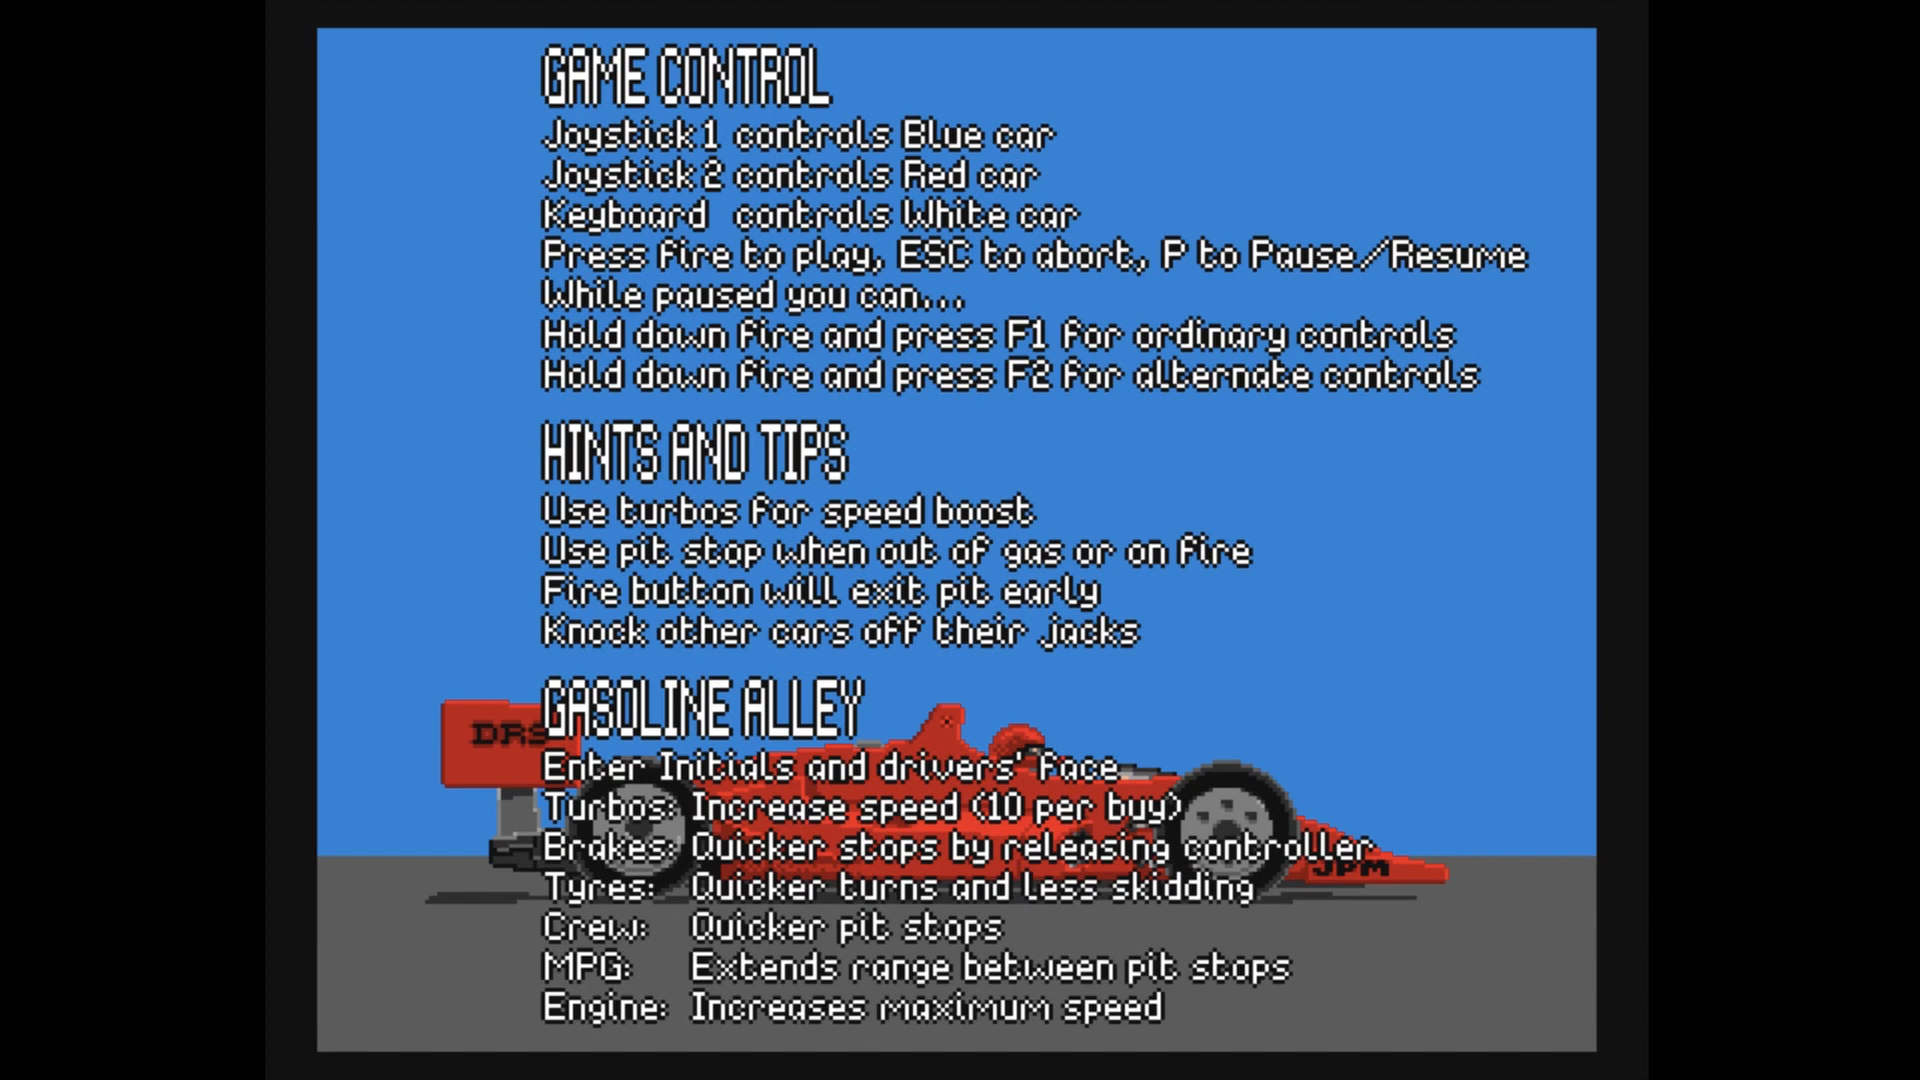 GAME CONTROL
Joystick 1 controls Blue car
Joystick 2 controls Red car
Keyboard controls White car
Press fire to play, ESC to abort, P to Pause/Resume
While paused you can...
Hold down fire and press F1 for ordinary controls
Hold down fire and press F2 for alternate controls
HINTS AND TIPS
Use turbos for speed boost
Use pit stop when out of gas or on fire
Fire button will exit pit early
Knock other cars off their jacks
GASOLINE ALLEY
DRS
Enter Initials and drivers' face
Turbos: Increase speed (10 per buy)
Brakes: Quicker stops by releasing controller
JPM
Tyres: Quicker turns and less skidding
Crew: Quicker pit stops
MPG: Extends range between pit stops
Engine: Increases maximum speed